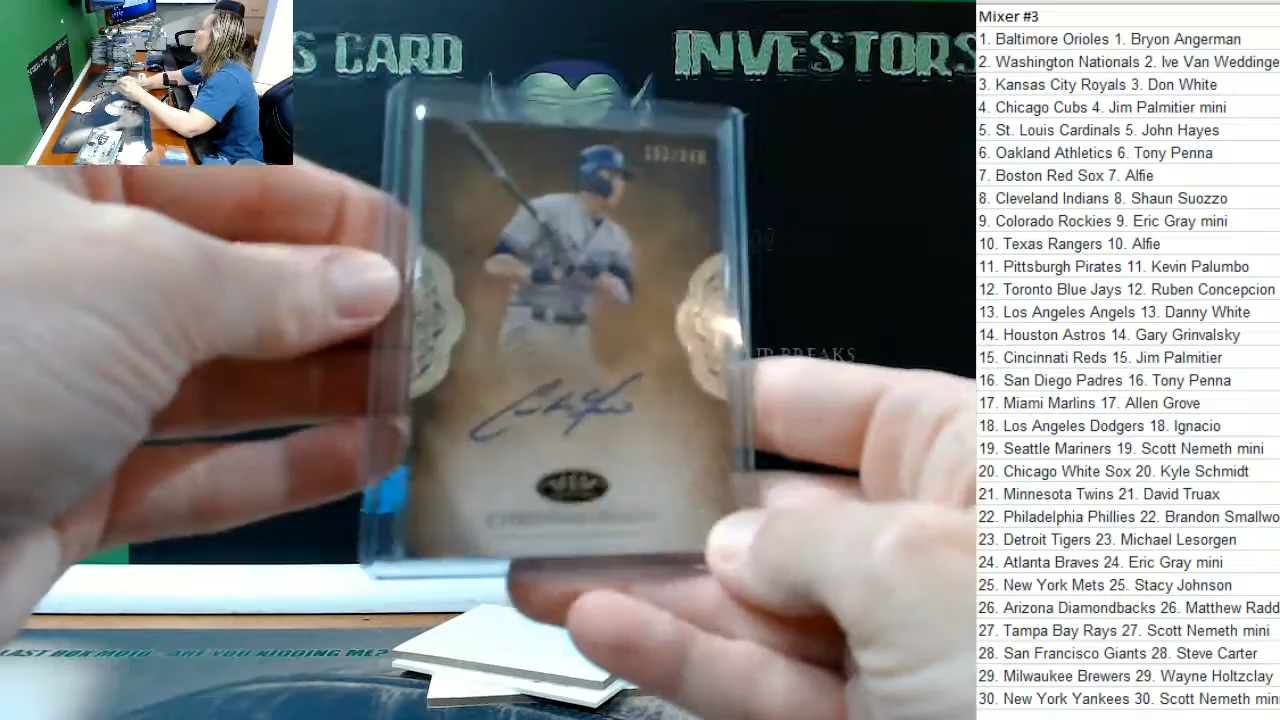 S CARD INVESTORS
UR BREAKS
LAST BOX MOJO - ARE YOU KIDDING ME?
Mixer #3
1. Baltimore Orioles 1. Bryon Angerman
2. Washington Nationals 2. Ive Van Weddinge
3. Kansas City Royals 3. Don White
4. Chicago Cubs 4. Jim Palmitier mini
5. St. Louis Cardinals 5. John Hayes
6. Oakland Athletics 6. Tony Penna
7. Boston Red Sox 7. Alfie
8. Cleveland Indians 8. Shaun Suozzo
9. Colorado Rockies 9. Eric Gray mini
10. Texas Rangers 10. Alfie
11. Pittsburgh Pirates 11. Kevin Palumbo
12. Toronto Blue Jays 12. Ruben Concepcion
13. Los Angeles Angels 13. Danny White
14. Houston Astros 14. Gary Grinvalsky
15. Cincinnati Reds 15. Jim Palmitier
16. San Diego Padres 16. Tony Penna
17. Miami Marlins 17. Allen Grove
18. Los Angeles Dodgers 18. Ignacio
19. Seattle Mariners 19. Scott Nemeth mini
20. Chicago White Sox 20. Kyle Schmidt
21. Minnesota Twins 21. David Truax
22. Philadelphia Phillies 22. Brandon Smallwo
23. Detroit Tigers 23. Michael Lesorgen
24. Atlanta Braves 24. Eric Gray mini
25. New York Mets 25. Stacy Johnson
26. Arizona Diamondbacks 26. Matthew Radd
27. Tampa Bay Rays 27. Scott Nemeth mini
28. San Francisco Giants 28. Steve Carter
29. Milwaukee Brewers 29. Wayne Holtzclay
30. New York Yankees 30. Scott Nemeth min